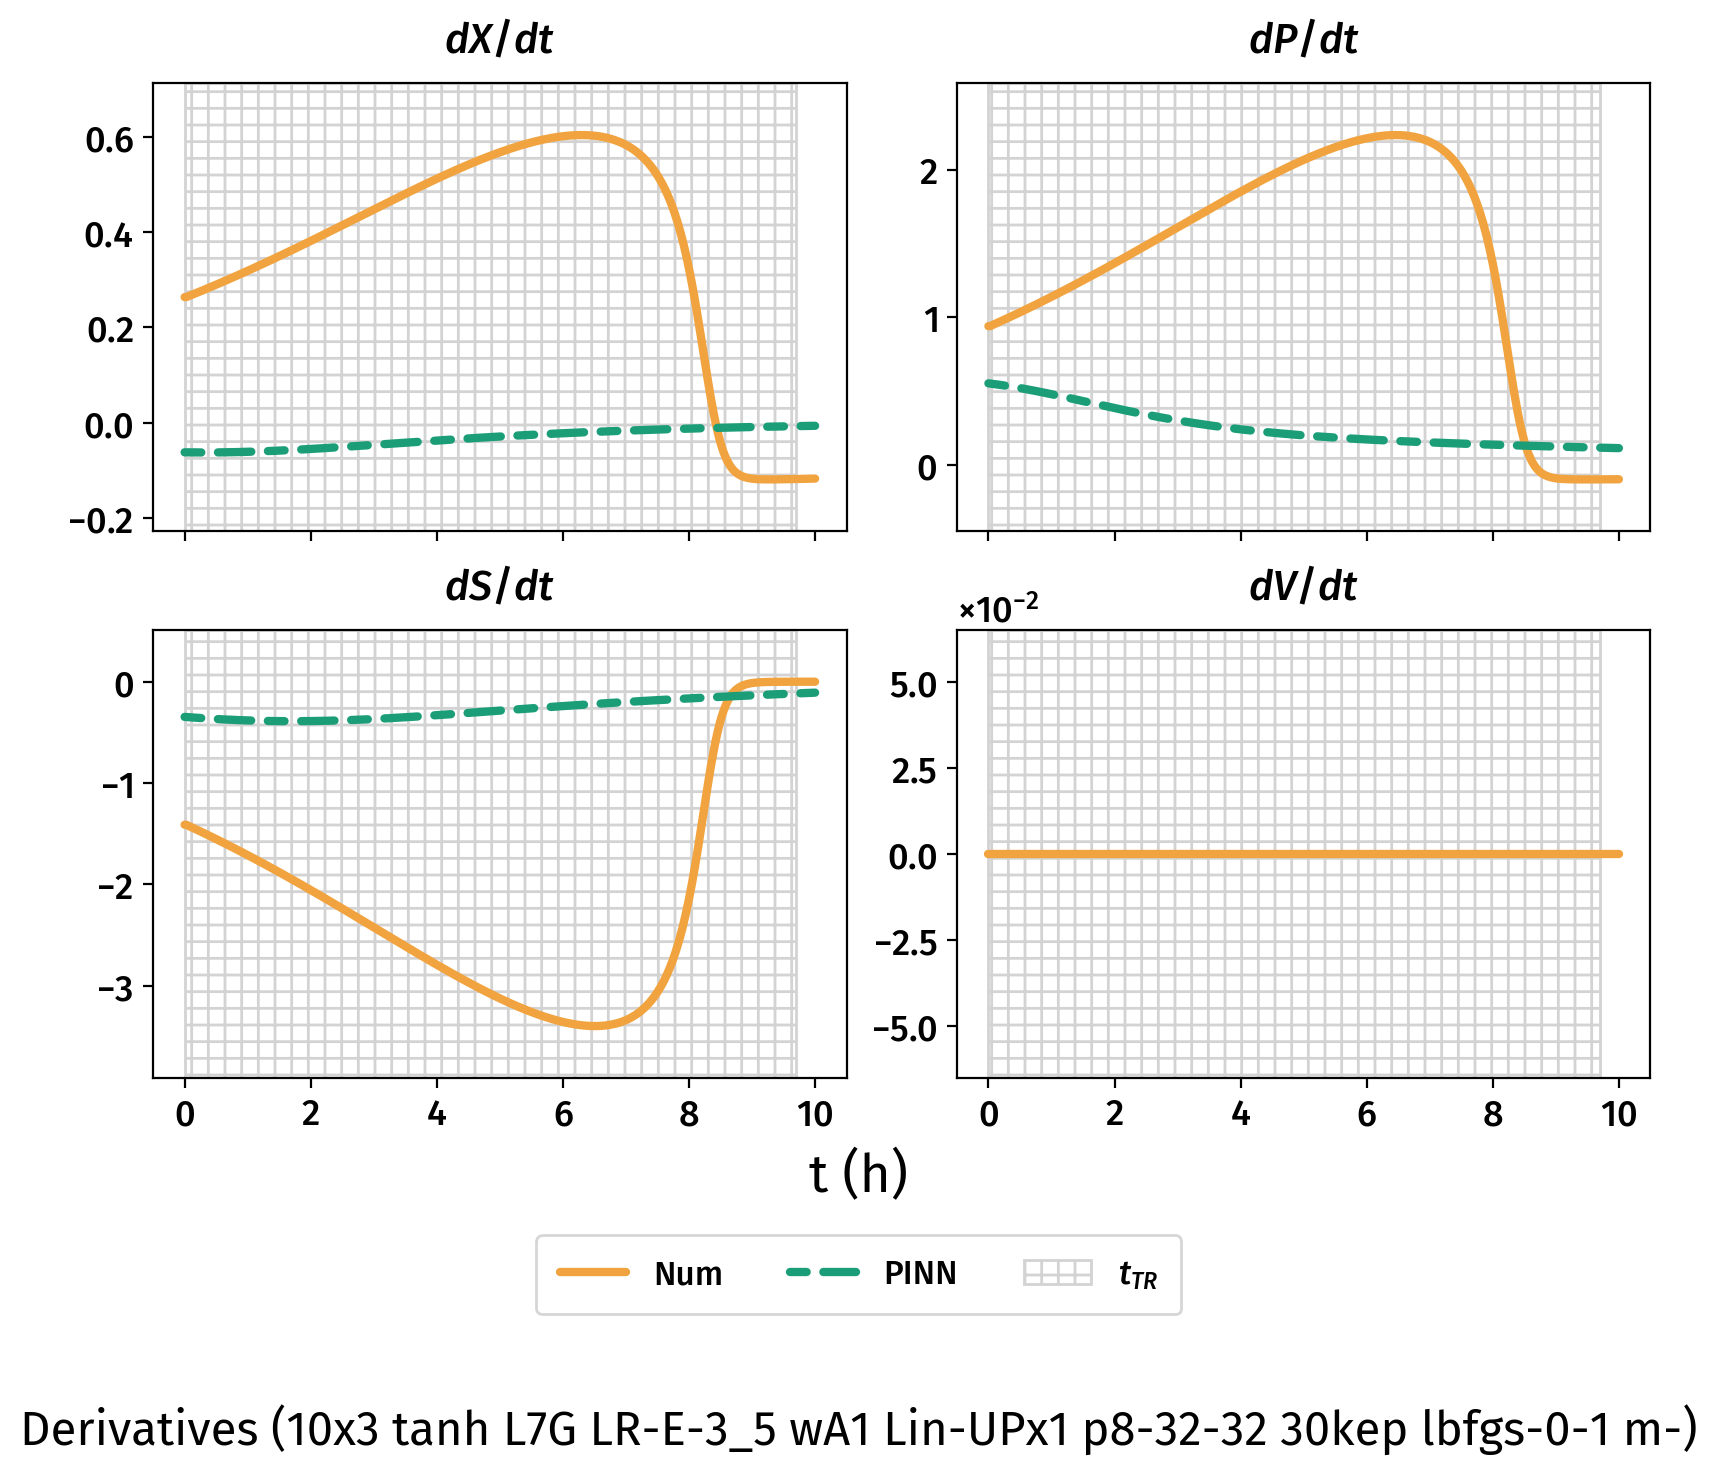 dX/dt
dP/dt
0.6
0.4
0.2
0.0
−0.2
2
1
0
dS/dt
dV/dt
×10⁻²
0
−1
−2
−3
5.0
2.5
0.0
−2.5
−5.0
0 2 4 6 8 10
0 2 4 6 8 10
t (h)
Num PINN t_TR
Derivatives (10x3 tanh L7G LR-E-3_5 wA1 Lin-UPx1 p8-32-32 30kep lbfgs-0-1 m-)